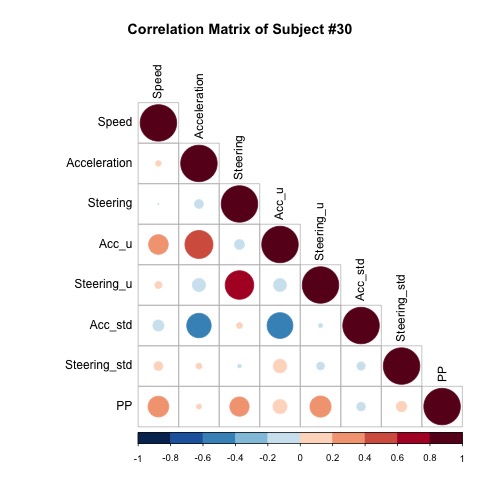 Correlation Matrix of Subject #30
Speed
Acceleration
Steering
Acc_u
Steering_u
Acc_std
Steering_std
PP
Speed
Acceleration
Steering
Acc_u
Steering_u
Acc_std
Steering_std
PP
-1 -0.8 -0.6 -0.4 -0.2 0 0.2 0.4 0.6 0.8 1